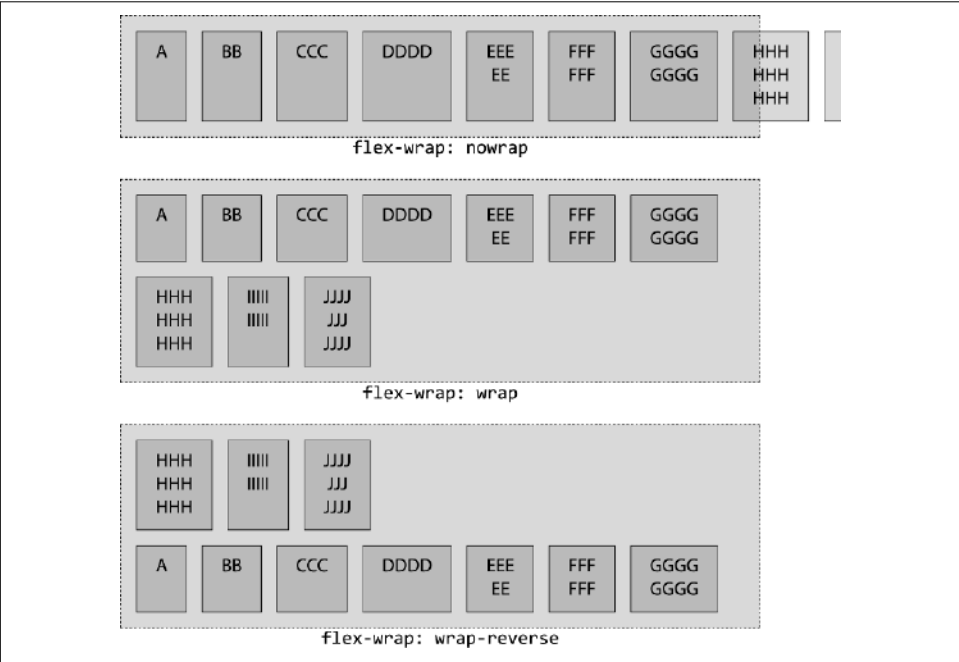 A BB CCC DDDD EEE FFF GGGG HHH
EE FFF GGGG HHH
HHH
flex-wrap: nowrap
A BB CCC DDDD EEE FFF GGGG
EE FFF GGGG
HHH IIIII JJJJ
HHH IIIII JJJ
HHH JJJJ
flex-wrap: wrap
HHH IIIII JJJJ
HHH IIIII JJJ
HHH JJJJ
A BB CCC DDDD EEE FFF GGGG
EE FFF GGGG
flex-wrap: wrap-reverse